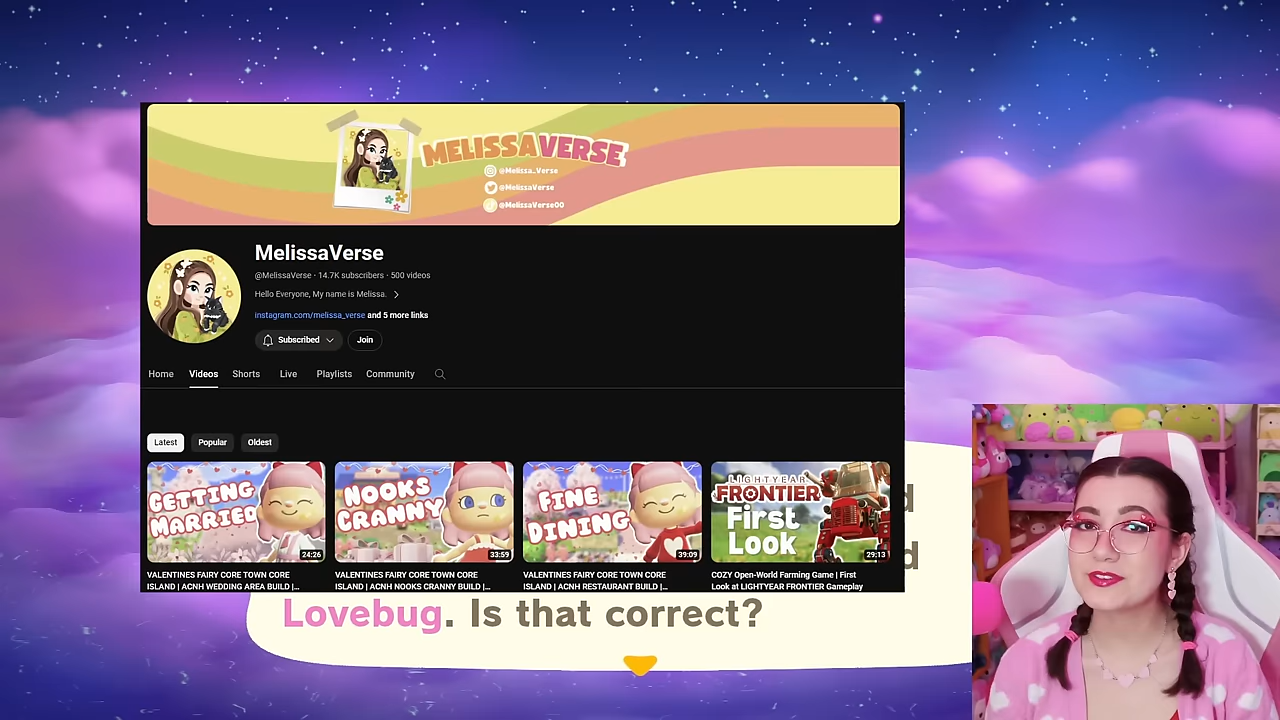 MELISSAVERSE
@Melissa_Verse
@MelissaVerse
@MelissaVerse00
MelissaVerse
@MelissaVerse · 14.7K subscribers · 500 videos
Hello Everyone, My name is Melissa.
instagram.com/melissa_verse and 5 more links
Subscribed
Join
Home Videos Shorts Live Playlists Community
Latest Popular Oldest
GETTING
MARRIED
24:26
NOOKS
CRANNY
33:59
FINE
DINING
39:09
LIGHTYEAR
FRONTIER
First
Look
29:13
VALENTINES FAIRY CORE TOWN CORE
ISLAND | ACNH WEDDING AREA BUILD |...
VALENTINES FAIRY CORE TOWN CORE
ISLAND | ACNH NOOKS CRANNY BUILD |...
VALENTINES FAIRY CORE TOWN CORE
ISLAND | ACNH RESTAURANT BUILD |...
COZY Open-World Farming Game | First
Look at LIGHTYEAR FRONTIER Gameplay
d
d
Lovebug. Is that correct?